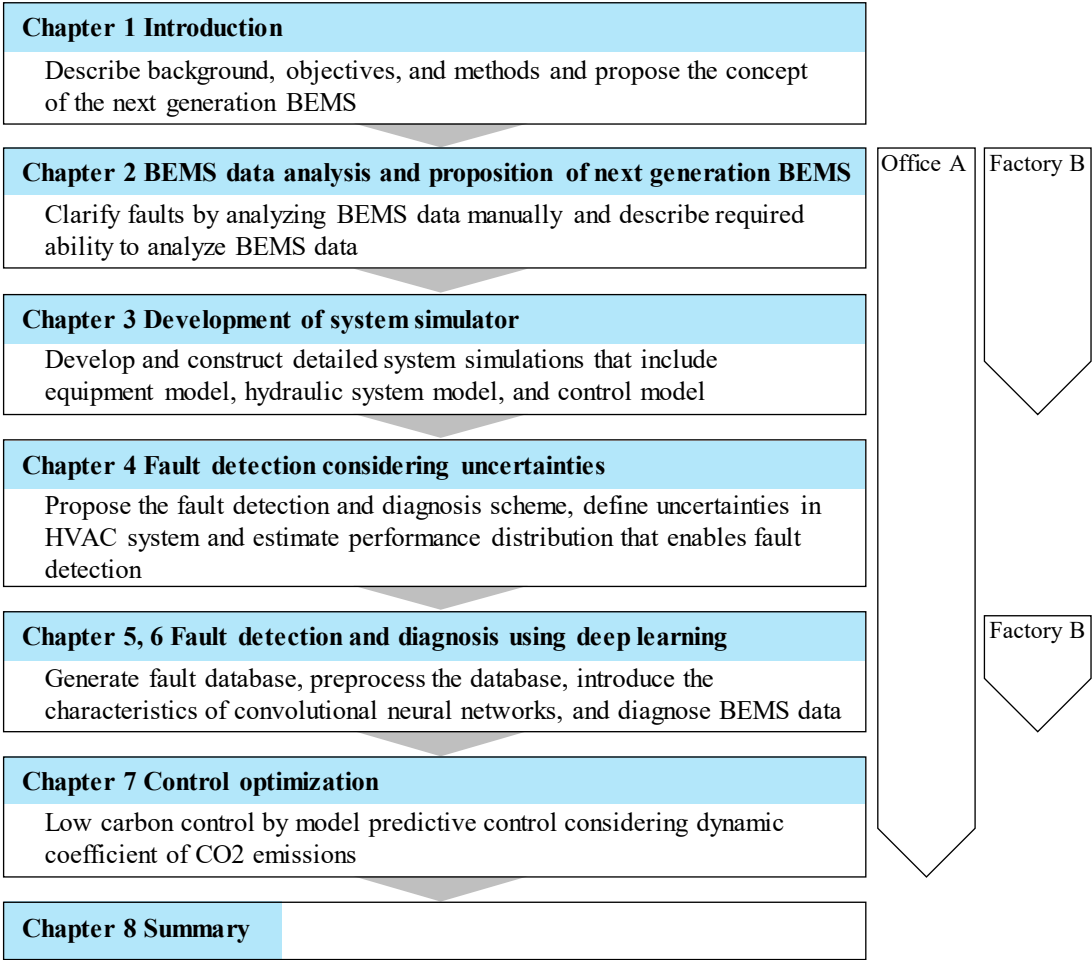 Chapter 1 Introduction
Describe background, objectives, and methods and propose the concept
of the next generation BEMS
Chapter 2 BEMS data analysis and proposition of next generation BEMS
Clarify faults by analyzing BEMS data manually and describe required
ability to analyze BEMS data
Office A
Factory B
Chapter 3 Development of system simulator
Develop and construct detailed system simulations that include
equipment model, hydraulic system model, and control model
Chapter 4 Fault detection considering uncertainties
Propose the fault detection and diagnosis scheme, define uncertainties in
HVAC system and estimate performance distribution that enables fault
detection
Chapter 5, 6 Fault detection and diagnosis using deep learning
Generate fault database, preprocess the database, introduce the
characteristics of convolutional neural networks, and diagnose BEMS data
Factory B
Chapter 7 Control optimization
Low carbon control by model predictive control considering dynamic
coefficient of CO2 emissions
Chapter 8 Summary